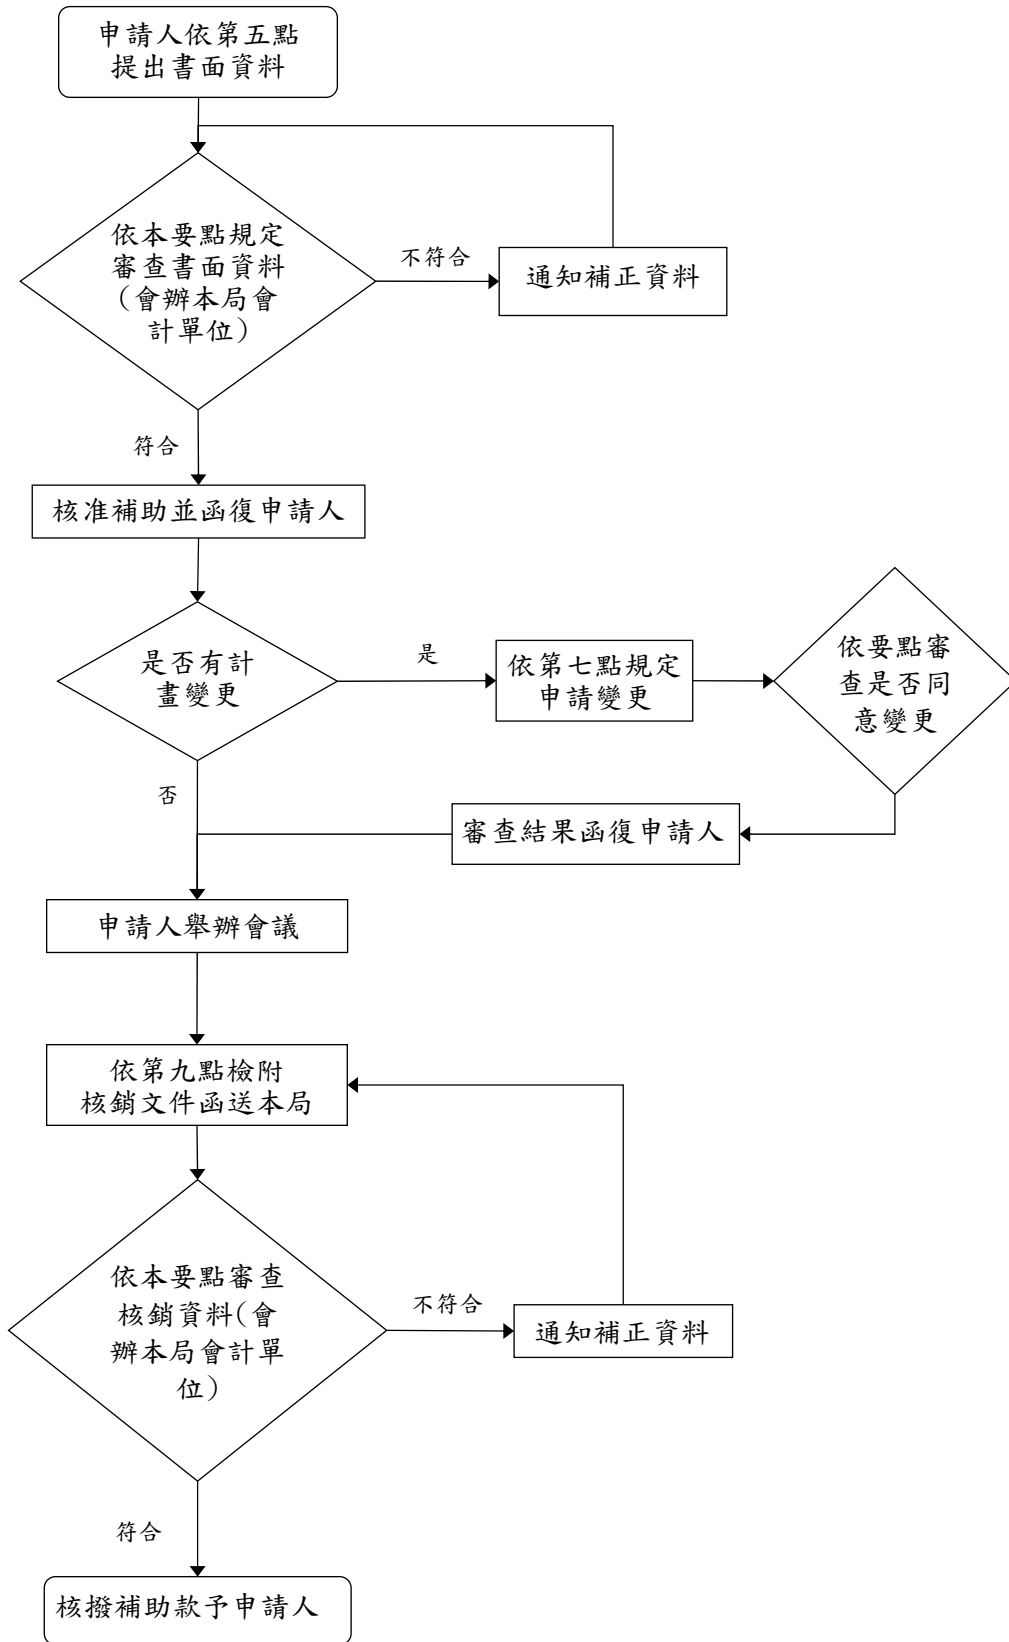 申請人依第五點
提出書面資料
依本要點規定
審查書面資料
(會辦本局會
計單位)
不符合
通知補正資料
符合
核准補助並函復申請人
是否有計
畫變更
是
依第七點規定
申請變更
依要點審
查是否同
意變更
否
審查結果函復申請人
申請人舉辦會議
依第九點檢附
核銷文件函送本局
依本要點審查
核銷資料(會
辦本局會計單
位)
不符合
通知補正資料
符合
核撥補助款予申請人